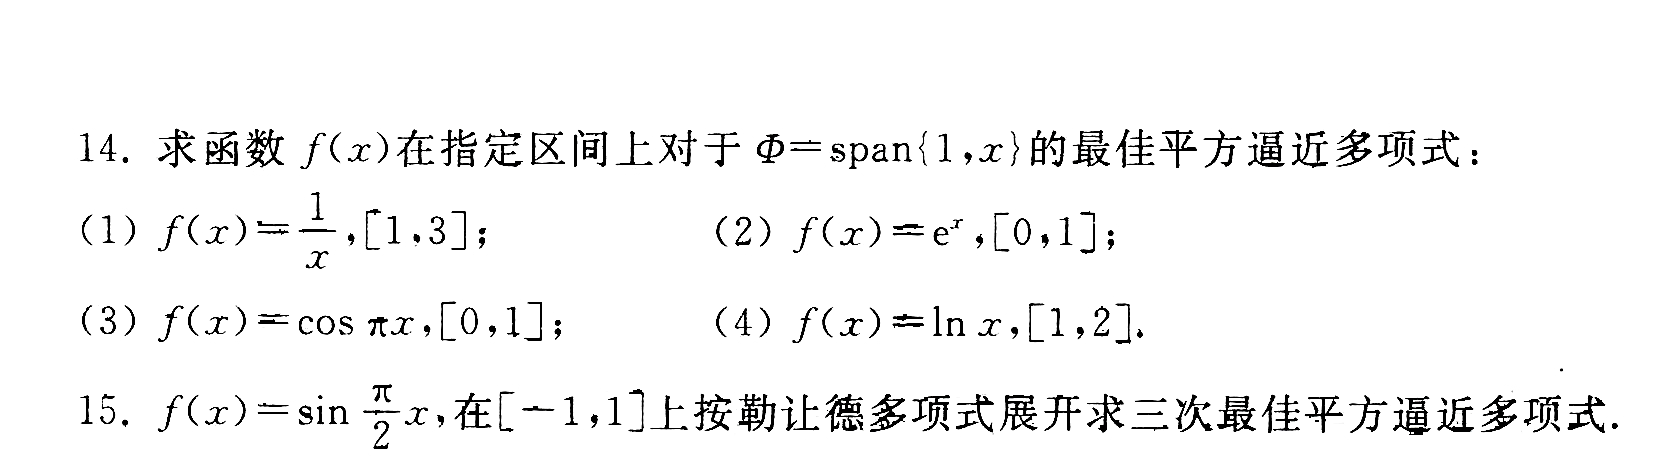 14. 求函数 f(x)在指定区间上对于 Φ=span{1,x}的最佳平方逼近多项式:
(1) f(x)=1/x,[1,3]; (2) f(x)=eˣ,[0,1];
(3) f(x)=cos πx,[0,1]; (4) f(x)=ln x,[1,2].
15. f(x)=sin π/2 x,在[-1,1]上按勒让德多项式展开求三次最佳平方逼近多项式.